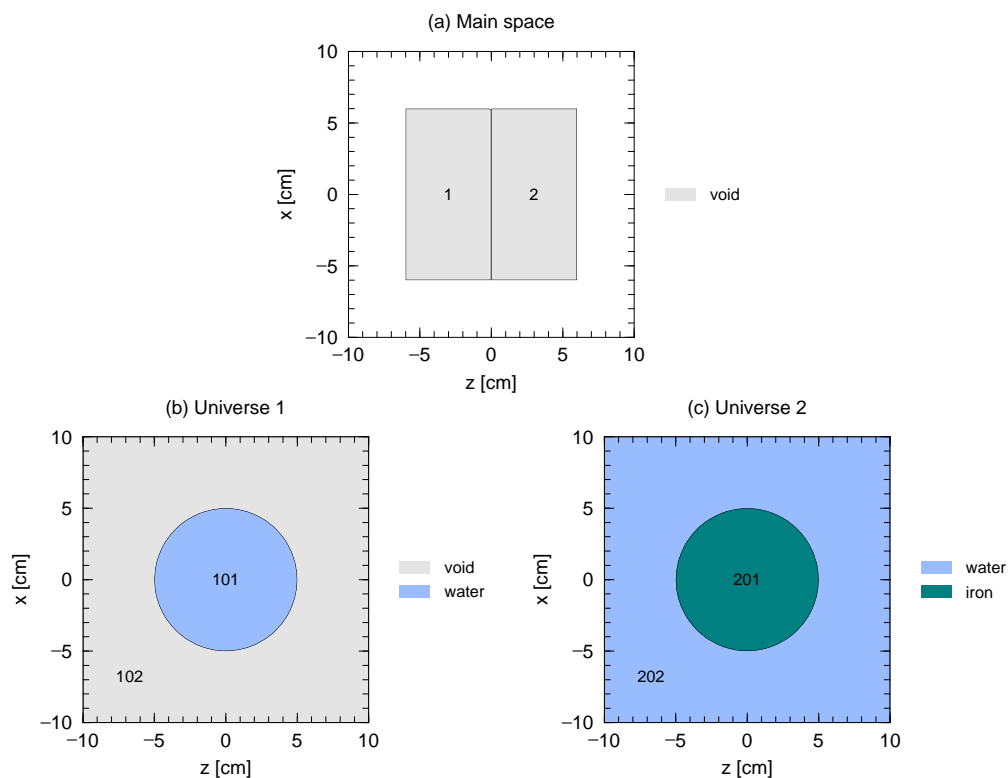 (a) Main space
10
5
0
−5
−10
x [cm]
1
2
void
−10 −5 0 5 10
z [cm]
(b) Universe 1
10
5
0
−5
−10
x [cm]
101
102
void
water
−10 −5 0 5 10
z [cm]
(c) Universe 2
10
5
0
−5
−10
x [cm]
201
202
water
iron
−10 −5 0 5 10
z [cm]